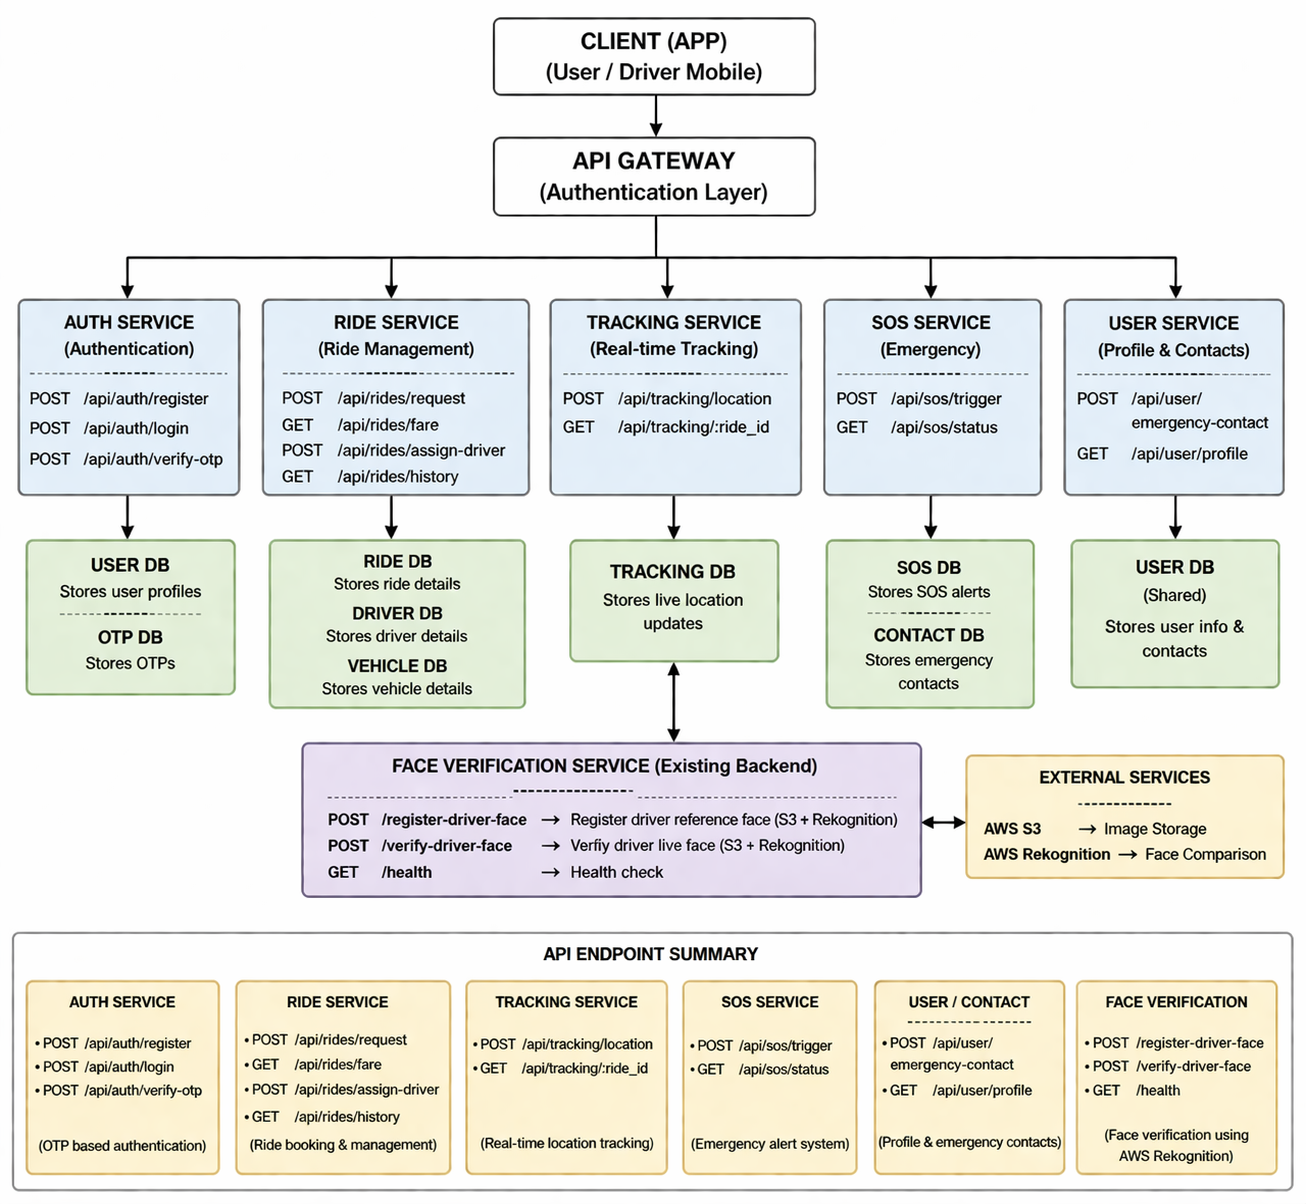 CLIENT (APP)
(User / Driver Mobile)
API GATEWAY
(Authentication Layer)
AUTH SERVICE
(Authentication)
POST /api/auth/register
POST /api/auth/login
POST /api/auth/verify-otp
RIDE SERVICE
(Ride Management)
POST /api/rides/request
GET /api/rides/fare
POST /api/rides/assign-driver
GET /api/rides/history
TRACKING SERVICE
(Real-time Tracking)
POST /api/tracking/location
GET /api/tracking/:ride_id
SOS SERVICE
(Emergency)
POST /api/sos/trigger
GET /api/sos/status
USER SERVICE
(Profile & Contacts)
POST /api/user/
emergency-contact
GET /api/user/profile
USER DB
Stores user profiles
OTP DB
Stores OTPs
RIDE DB
Stores ride details
DRIVER DB
Stores driver details
VEHICLE DB
Stores vehicle details
TRACKING DB
Stores live location
updates
SOS DB
Stores SOS alerts
CONTACT DB
Stores emergency
contacts
USER DB
(Shared)
Stores user info &
contacts
FACE VERIFICATION SERVICE (Existing Backend)
POST /register-driver-face → Register driver reference face (S3 + Rekognition)
POST /verify-driver-face → Verfiy driver live face (S3 + Rekognition)
GET /health → Health check
EXTERNAL SERVICES
AWS S3 → Image Storage
AWS Rekognition → Face Comparison
API ENDPOINT SUMMARY
AUTH SERVICE
• POST /api/auth/register
• POST /api/auth/login
• POST /api/auth/verify-otp
(OTP based authentication)
RIDE SERVICE
• POST /api/rides/request
• GET /api/rides/fare
• POST /api/rides/assign-driver
• GET /api/rides/history
(Ride booking & management)
TRACKING SERVICE
• POST /api/tracking/location
• GET /api/tracking/:ride_id
(Real-time location tracking)
SOS SERVICE
• POST /api/sos/trigger
• GET /api/sos/status
(Emergency alert system)
USER / CONTACT
• POST /api/user/
emergency-contact
• GET /api/user/profile
(Profile & emergency contacts)
FACE VERIFICATION
• POST /register-driver-face
• POST /verify-driver-face
• GET /health
(Face verification using
AWS Rekognition)